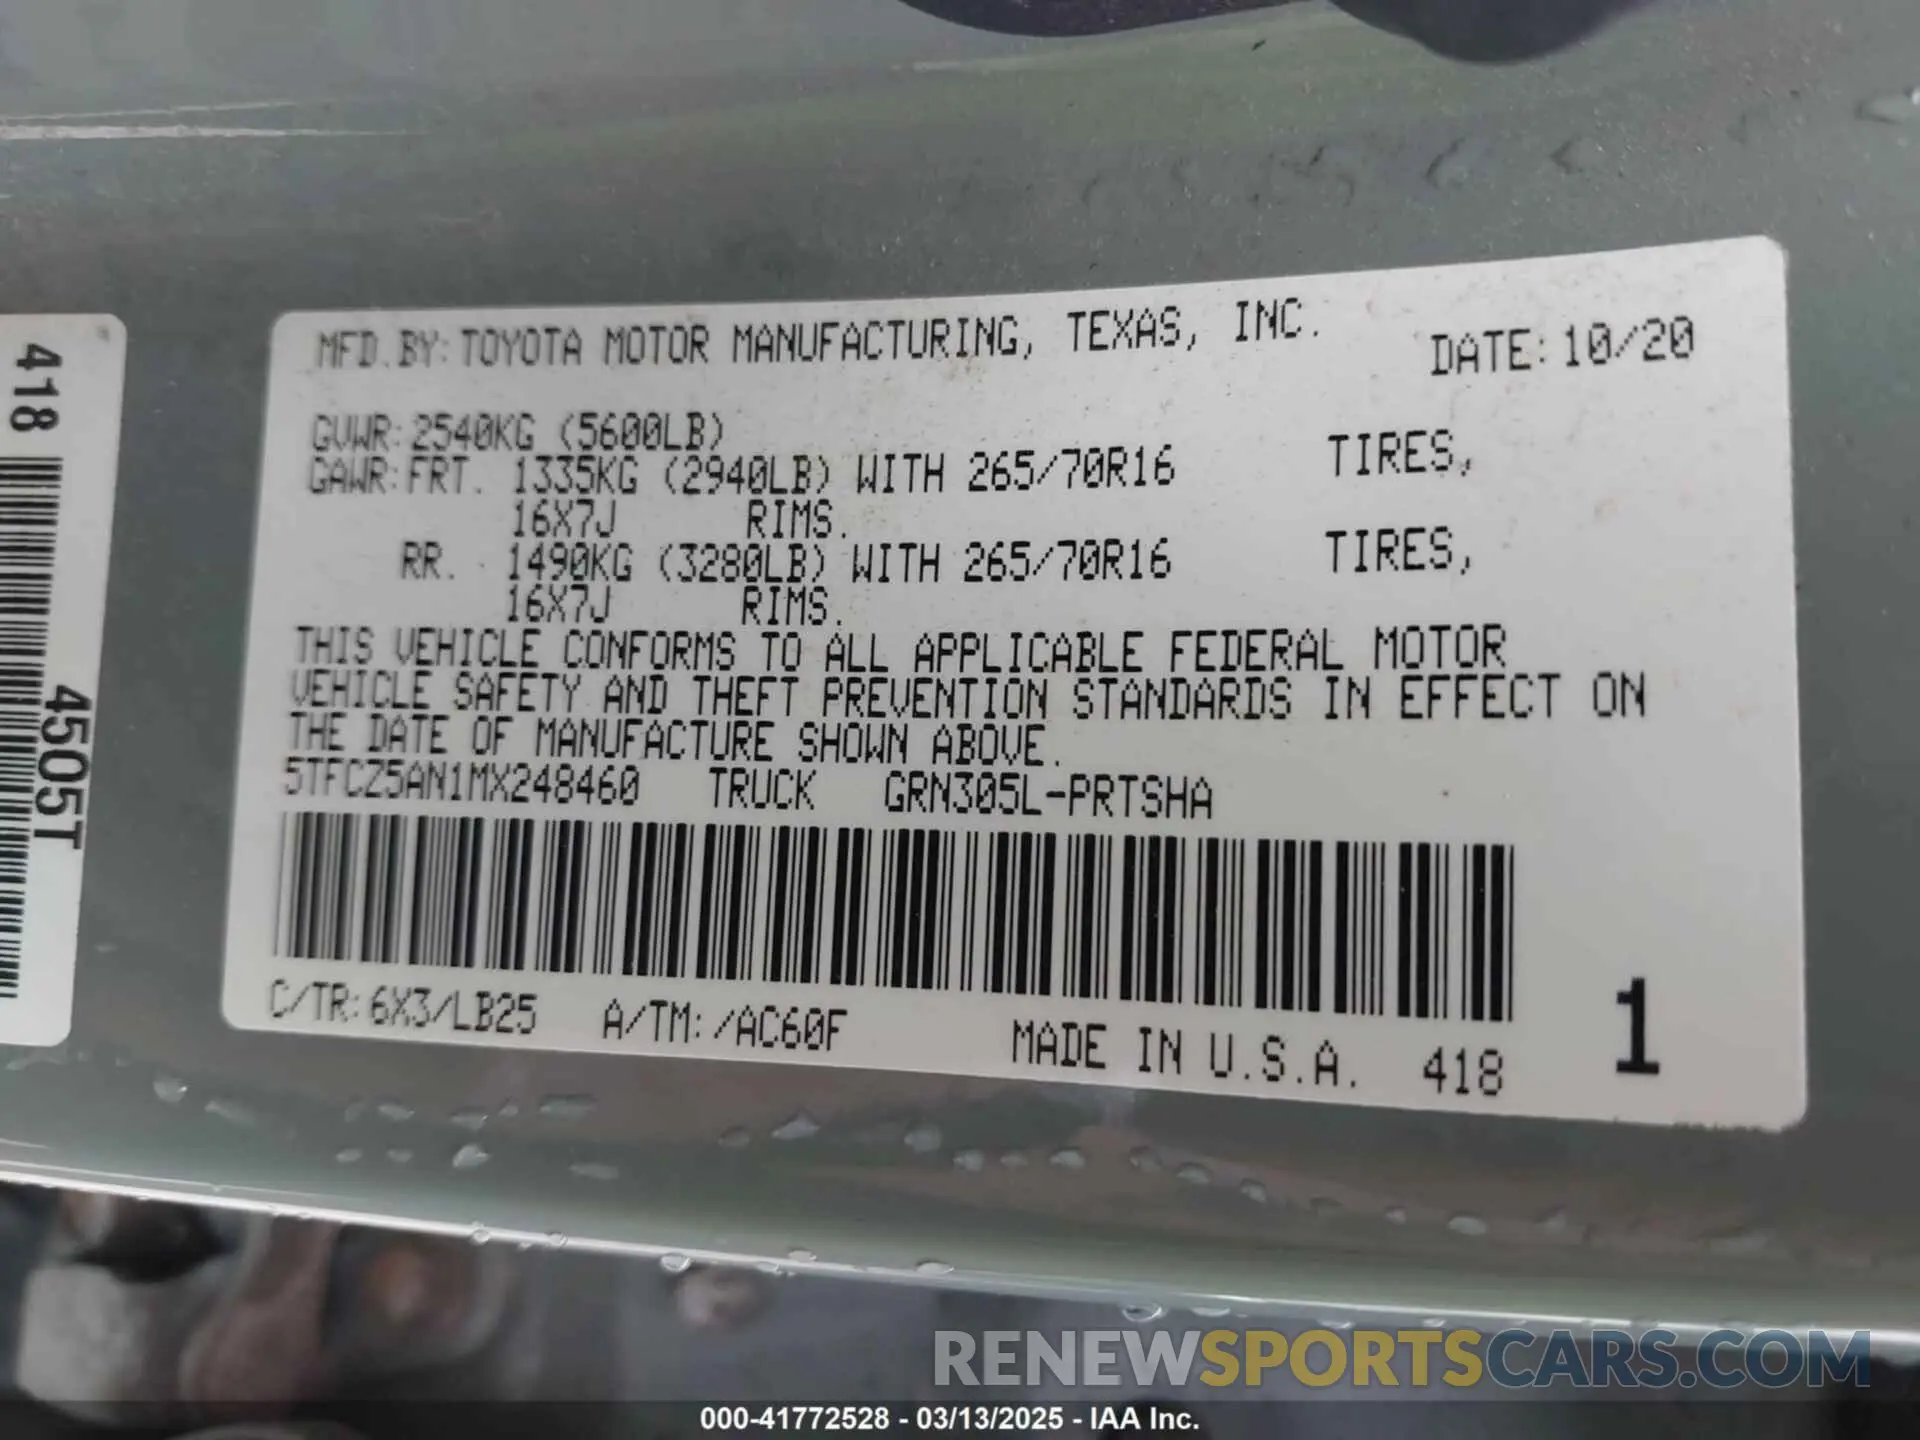 MFD.BY:TOYOTA MOTOR MANUFACTURING, TEXAS, INC. DATE:10/20
GVWR:2540KG (5600LB)
GAWR:FRT. 1335KG (2940LB) WITH 265/70R16 TIRES,
16X7J RIMS.
RR. 1490KG (3280LB) WITH 265/70R16 TIRES,
16X7J RIMS.
THIS VEHICLE CONFORMS TO ALL APPLICABLE FEDERAL MOTOR
VEHICLE SAFETY AND THEFT PREVENTION STANDARDS IN EFFECT ON
THE DATE OF MANUFACTURE SHOWN ABOVE.
5TFCZ5AN1MX248460 TRUCK GRN305L-PRTSHA
C/TR:6X3/LB25 A/TM:/AC60F MADE IN U.S.A. 418 1
418
4505T
RENEWSPORTSCARS.COM
000-41772528 - 03/13/2025 - IAA Inc.